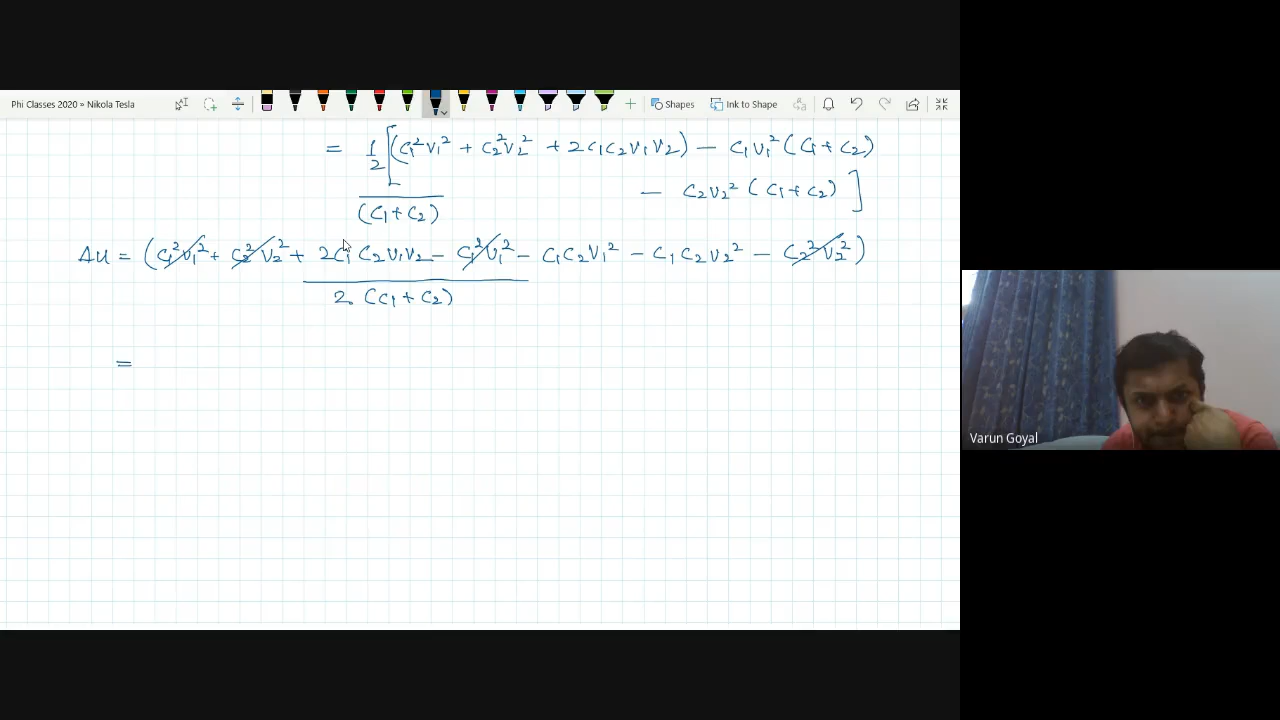 Phi Classes 2020 » Nikola Tesla
Shapes
Ink to Shape
= 1/2 [(C₁²V₁² + C₂²V₂² + 2C₁C₂V₁V₂) — C₁V₁² (C₁ + C₂)
— C₂V₂² (C₁ + C₂) ]
(C₁ + C₂)
ΔU = (C₁²V₁² + C₂²V₂² + 2C₁C₂V₁V₂ — C₁²V₁² — C₁C₂V₁² — C₁C₂V₂² — C₂²V₂²)
2 (C₁ + C₂)
=
Varun Goyal